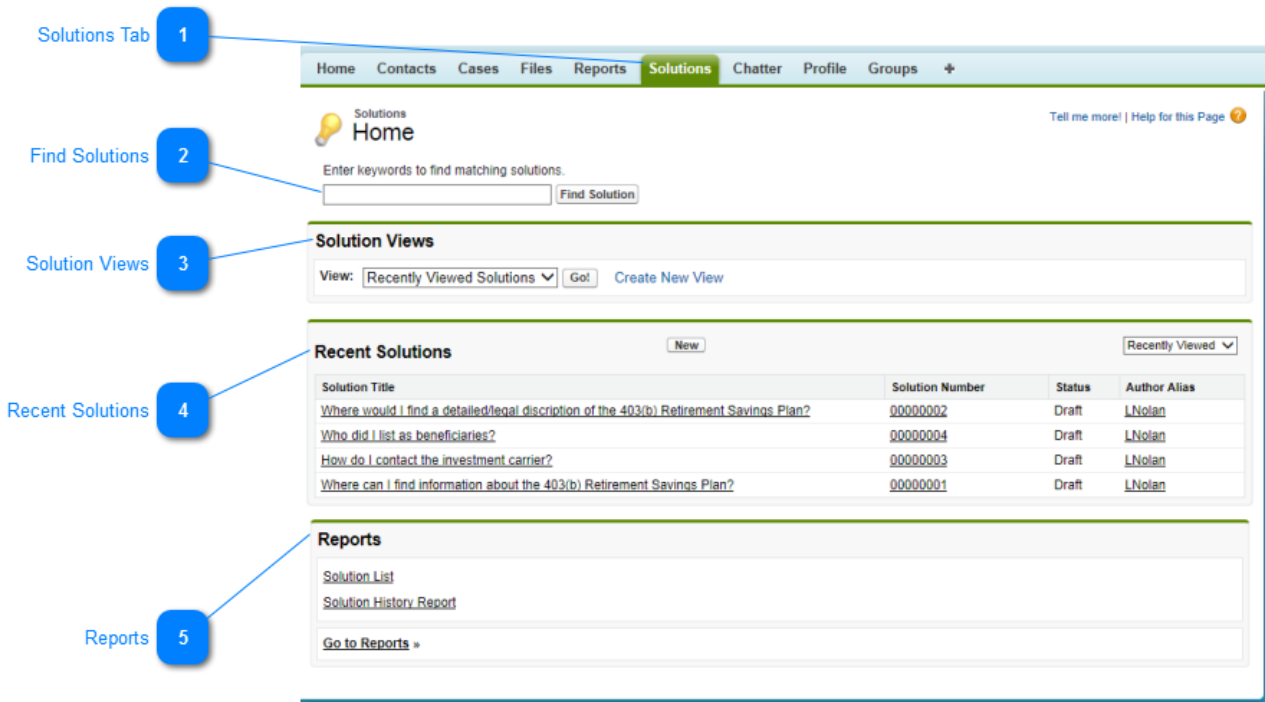 Solutions Tab 1
Home Contacts Cases Files Reports Solutions Chatter Profile Groups +
Solutions
Home
Tell me more! | Help for this Page ?
Find Solutions 2
Enter keywords to find matching solutions.
Find Solution
Solution Views 3
Solution Views
View: Recently Viewed Solutions Go! Create New View
Recent Solutions 4
Recent Solutions New Recently Viewed
Solution Title Solution Number Status Author Alias
Where would I find a detailed/legal discription of the 403(b) Retirement Savings Plan? 00000002 Draft LNolan
Who did I list as beneficiaries? 00000004 Draft LNolan
How do I contact the investment carrier? 00000003 Draft LNolan
Where can I find information about the 403(b) Retirement Savings Plan? 00000001 Draft LNolan
Reports 5
Reports
Solution List
Solution History Report
Go to Reports »